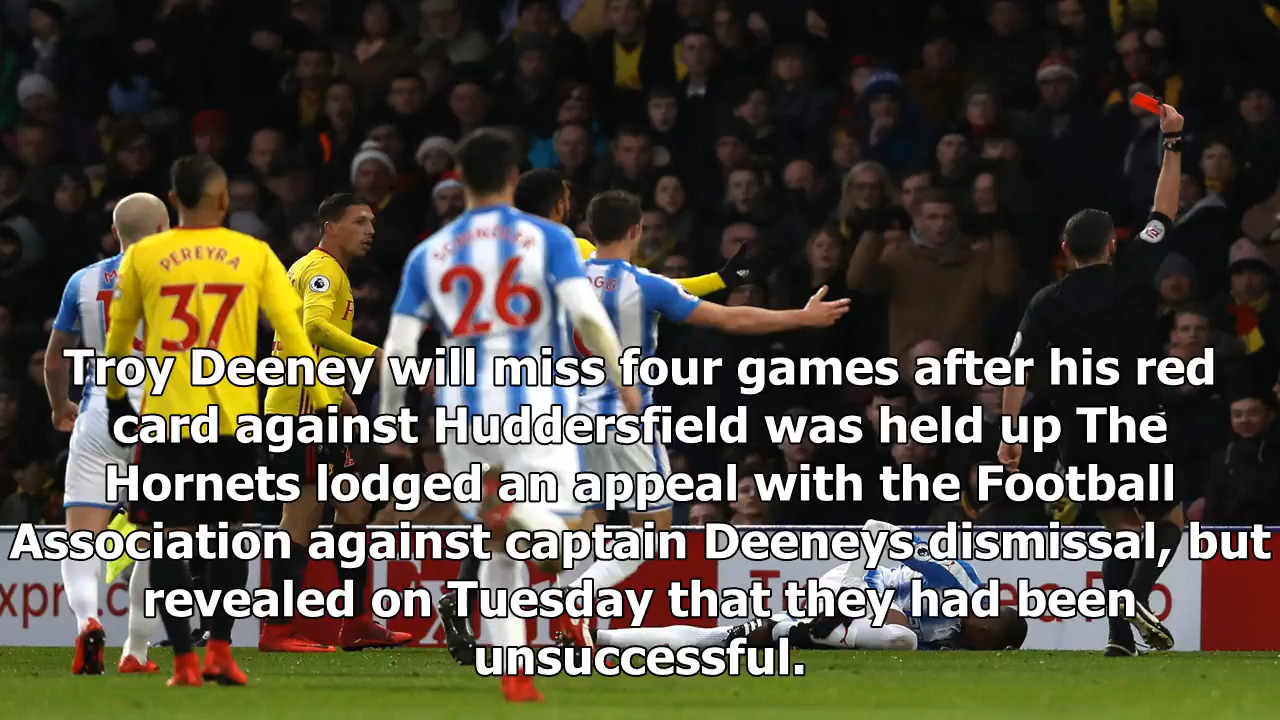 PEREYRA
37
26
Troy Deeney will miss four games after his red
card against Huddersfield was held up The
Hornets lodged an appeal with the Football
Association against captain Deeneys dismissal, but
revealed on Tuesday that they had been
unsuccessful.